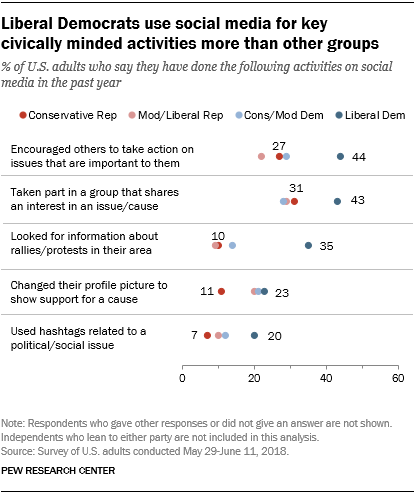 Liberal Democrats use social media for key
civically minded activities more than other groups
% of U.S. adults who say they have done the following activities on social
media in the past year
Conservative Rep Mod/Liberal Rep Cons/Mod Dem Liberal Dem
Encouraged others to take action on
issues that are important to them
27
44
Taken part in a group that shares
an interest in an issue/cause
31
43
Looked for information about
rallies/protests in their area
10
35
Changed their profile picture to
show support for a cause
11
23
Used hashtags related to a
political/social issue
7
20
0 20 40 60
Note: Respondents who gave other responses or did not give an answer are not shown.
Independents who lean to either party are not included in this analysis.
Source: Survey of U.S. adults conducted May 29-June 11, 2018.
PEW RESEARCH CENTER